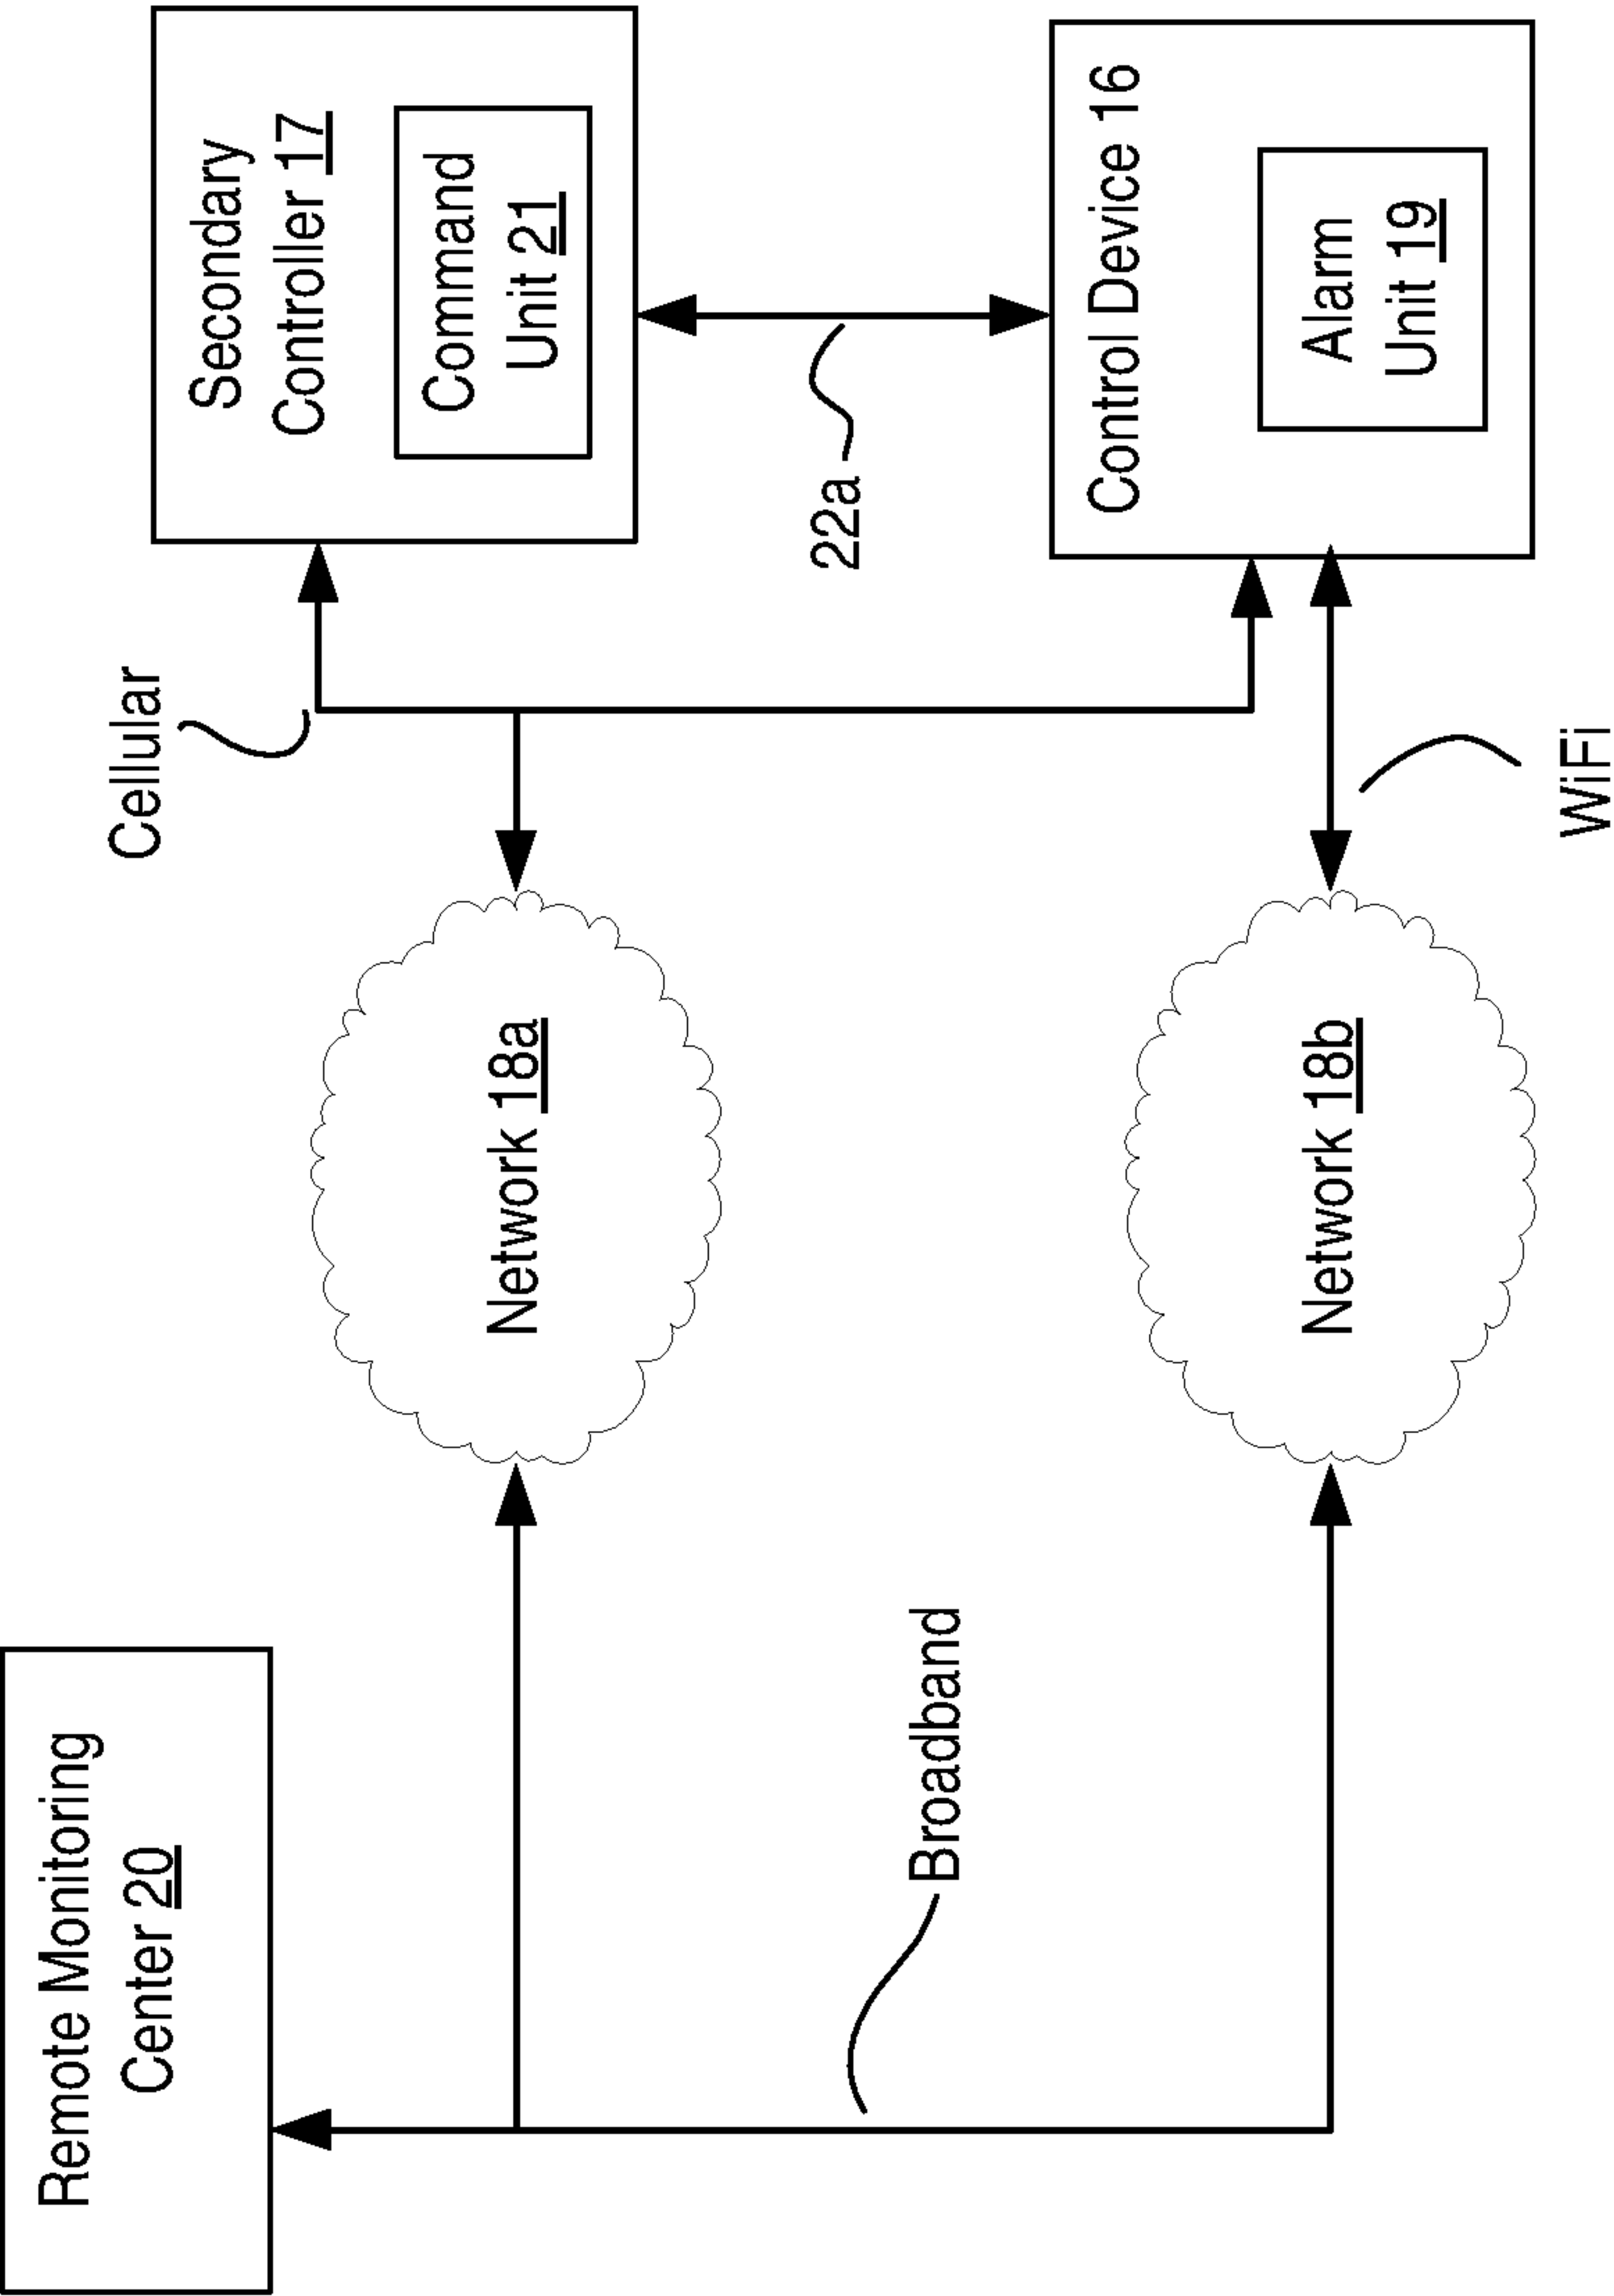 Remote Monitoring
Center 20
Cellular
Secondary
Controller 17
Command
Unit 21
Network 18a
Broadband
22a
Control Device 16
Alarm
Unit 19
Network 18b
WiFi